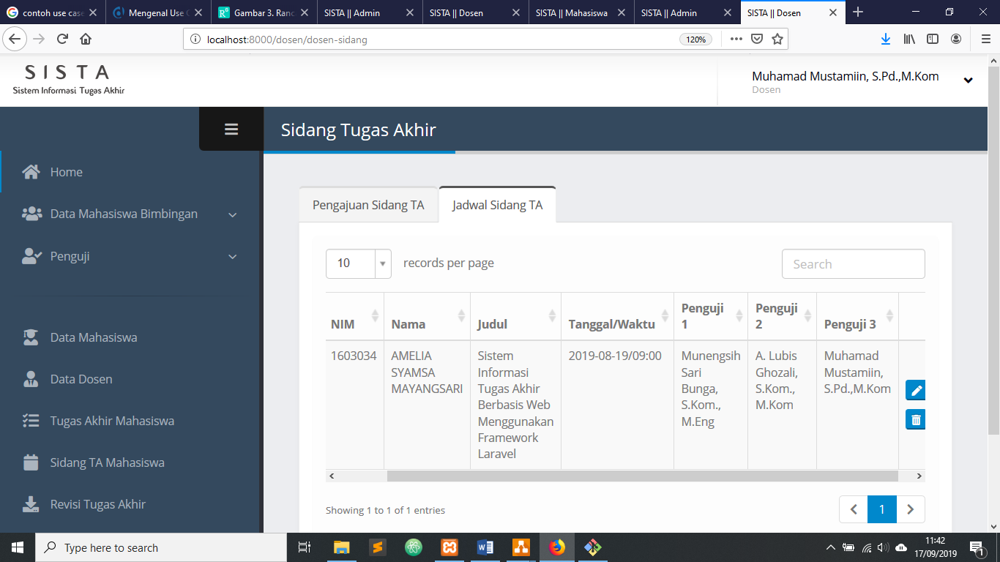 contoh use case
Mengenal Use C
Gambar 3. Ranc
SISTA || Admin
SISTA || Dosen
SISTA || Mahasiswa
SISTA || Admin
SISTA || Dosen
localhost:8000/dosen/dosen-sidang
120%
SISTA
Sistem Informasi Tugas Akhir
Muhamad Mustamiin, S.Pd.,M.Kom
Dosen
Sidang Tugas Akhir
Home
Data Mahasiswa Bimbingan
Penguji
Data Mahasiswa
Data Dosen
Tugas Akhir Mahasiswa
Sidang TA Mahasiswa
Revisi Tugas Akhir
Pengajuan Sidang TA
Jadwal Sidang TA
10 records per page
Search
NIM
Nama
Judul
Tanggal/Waktu
Penguji
1
Penguji
2
Penguji 3
1603034
AMELIA
SYAMSA
MAYANGSARI
Sistem
Informasi
Tugas Akhir
Berbasis Web
Menggunakan
Framework
Laravel
2019-08-19/09:00
Munengsih
Sari
Bunga,
S.Kom.,
M.Eng
A. Lubis
Ghozali,
S.Kom.,
M.Kom
Muhamad
Mustamiin,
S.Pd.,M.Kom
Showing 1 to 1 of 1 entries
1
Type here to search
11:42
17/09/2019
1